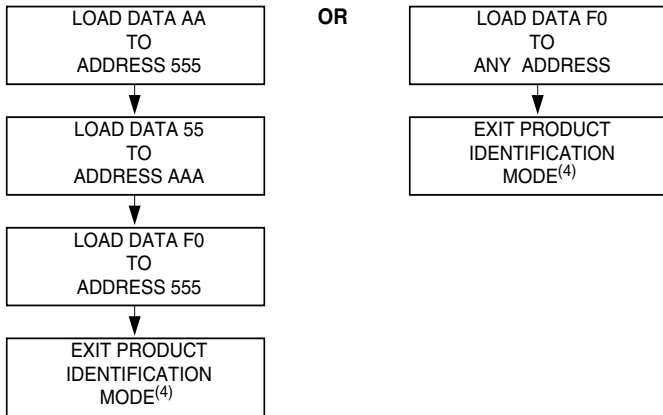 LOAD DATA AA
TO
ADDRESS 555
LOAD DATA 55
TO
ADDRESS AAA
LOAD DATA F0
TO
ADDRESS 555
EXIT PRODUCT
IDENTIFICATION
MODE(4)
OR
LOAD DATA F0
TO
ANY ADDRESS
EXIT PRODUCT
IDENTIFICATION
MODE(4)